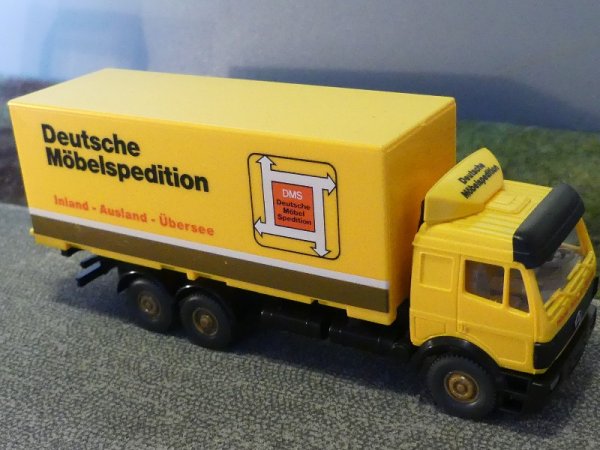 Deutsche
Möbelspedition
Inland - Ausland - Übersee
DMS
Deutsche
Möbel
Spedition
Deutsche
Möbelspedition